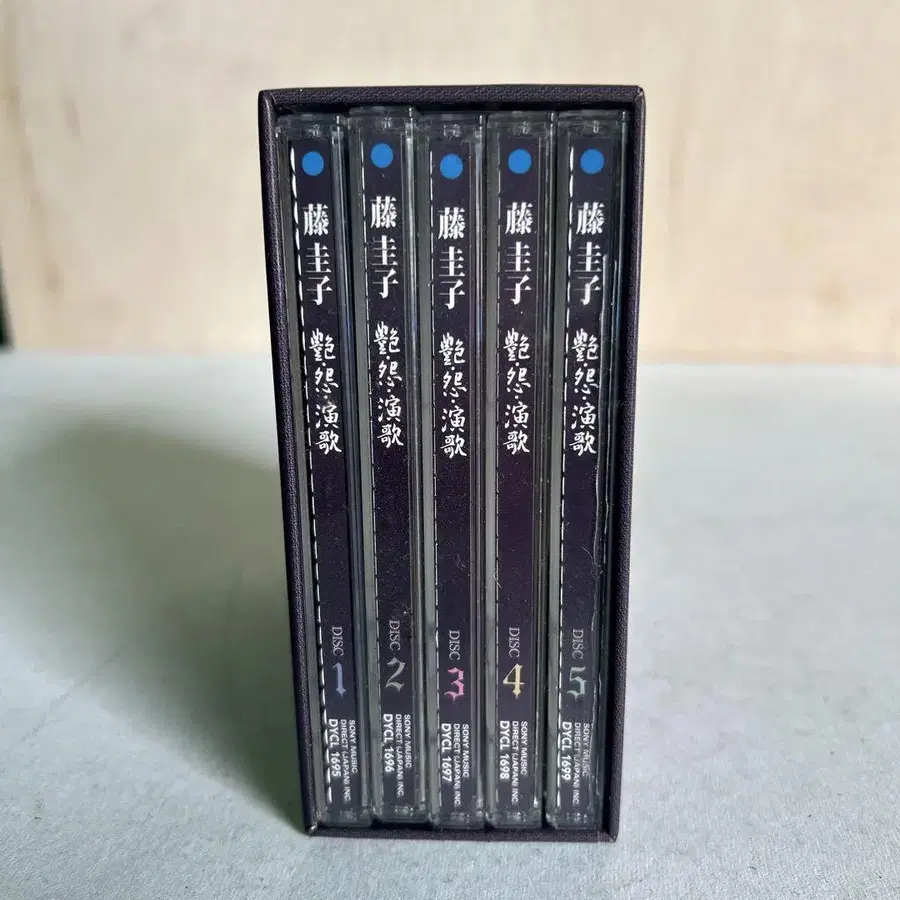 藤圭子
艶・怨・演歌
DISC 1
SONY MUSIC
DIRECT (JAPAN) INC.
DYCL 1695
藤圭子
艶・怨・演歌
DISC 2
SONY MUSIC
DIRECT (JAPAN) INC.
DYCL 1696
藤圭子
艶・怨・演歌
DISC 3
SONY MUSIC
DIRECT (JAPAN) INC.
DYCL 1697
藤圭子
艶・怨・演歌
DISC 4
SONY MUSIC
DIRECT (JAPAN) INC.
DYCL 1698
藤圭子
艶・怨・演歌
DISC 5
SONY MUSIC
DIRECT (JAPAN) INC.
DYCL 1699